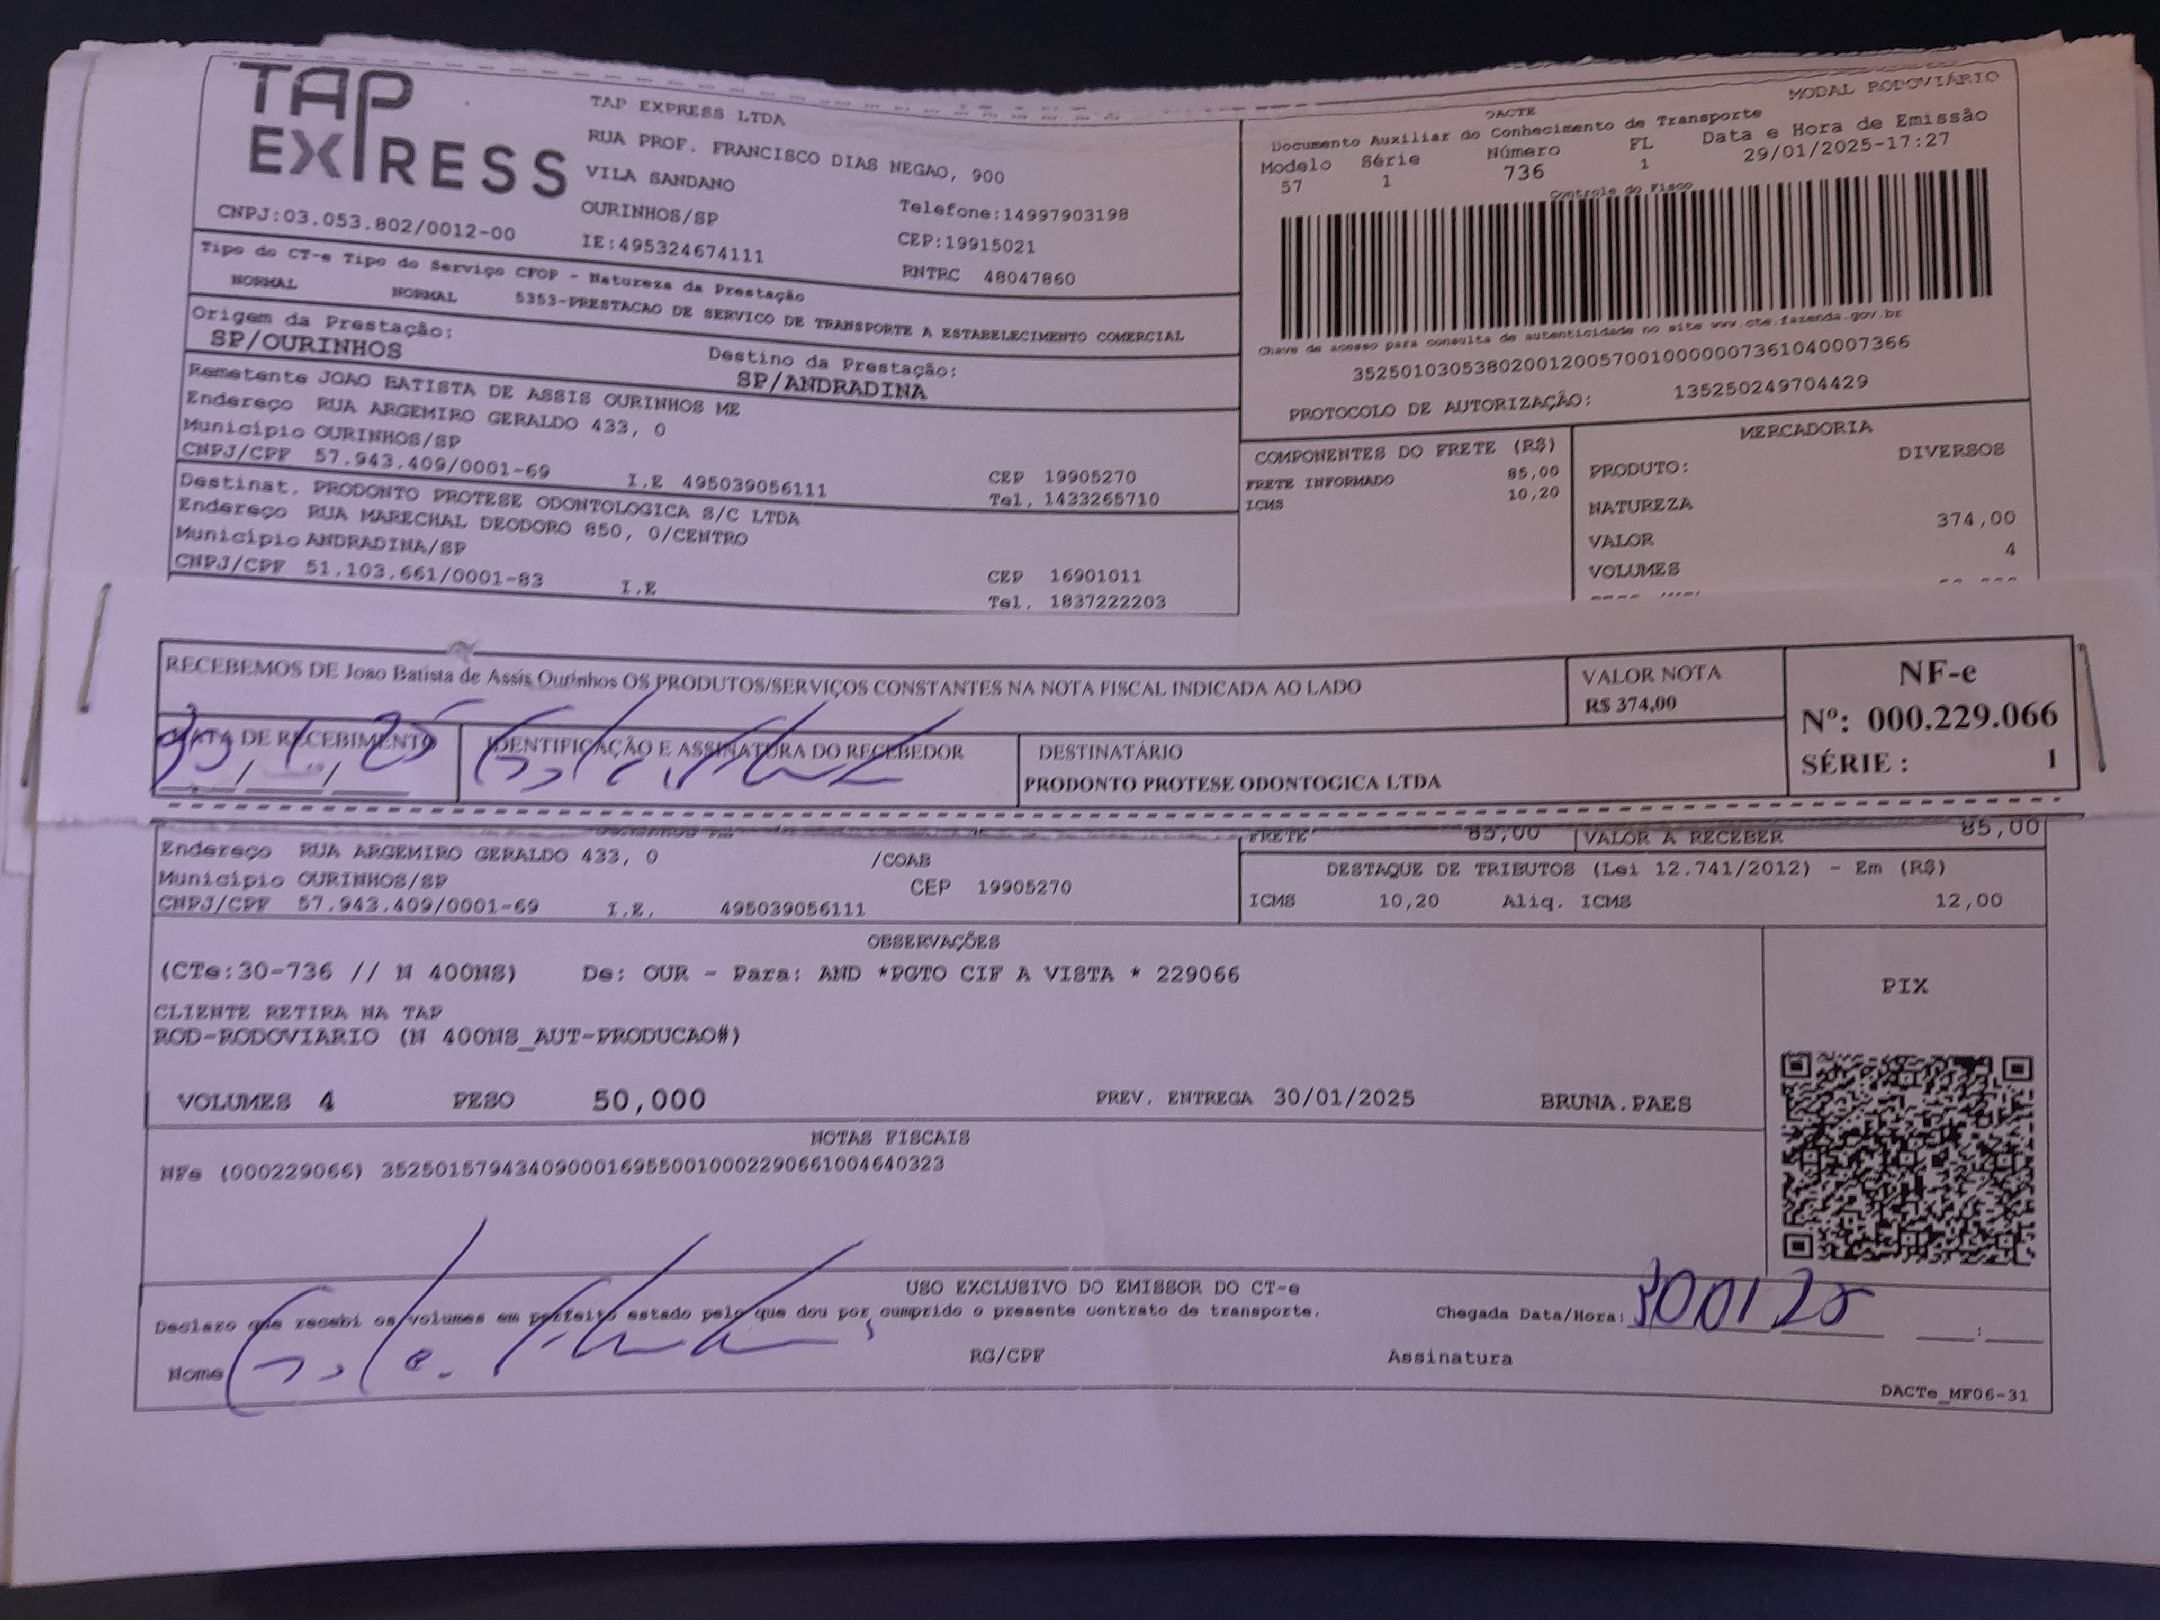 TAP
EXPRESS
CNPJ:03.053.802/0012-00
TAP EXPRESS LTDA
RUA PROF. FRANCISCO DIAS NEGAO, 900
VILA SANDANO
OURINHOS/SP Telefone:14997903198
IE:495324674111 CEP:19915021
RNTRC 48047860
MODAL RODOVIÁRIO
DACTE
Documento Auxiliar do Conhecimento de Transporte
Modelo Série Número FL Data e Hora de Emissão
57 1 736 1 29/01/2025-17:27
Controle do Fisco
Chave de acesso para consulta de autenticidade no site www.cte.fazenda.gov.br
35250103053802001200570010000007361040007366
PROTOCOLO DE AUTORIZAÇÃO: 135250249704429
Tipo do CT-e Tipo do Serviço CFOP - Natureza da Prestação
NORMAL NORMAL 5353-PRESTACAO DE SERVICO DE TRANSPORTE A ESTABELECIMENTO COMERCIAL
Origem da Prestação: Destino da Prestação:
SP/OURINHOS SP/ANDRADINA
Remetente JOAO BATISTA DE ASSIS OURINHOS ME
Endereço RUA ARGEMIRO GERALDO 433, 0
Município OURINHOS/SP CEP 19905270
CNPJ/CPF 57.943.409/0001-69 I.E 495039056111 Tel. 1433265710
Destinat. PRODONTO PROTESE ODONTOLOGICA S/C LTDA
Endereço RUA MARECHAL DEODORO 850, 0/CENTRO
Município ANDRADINA/SP CEP 16901011
CNPJ/CPF 51.103.661/0001-83 I.E Tel. 1837222203
COMPONENTES DO FRETE (R$)
FRETE INFORMADO 85,00
ICMS 10,20
MERCADORIA
PRODUTO: DIVERSOS
NATUREZA
VALOR 374,00
VOLUMES 4
RECEBEMOS DE Joao Batista de Assis Ourinhos OS PRODUTOS/SERVIÇOS CONSTANTES NA NOTA FISCAL INDICADA AO LADO
VALOR NOTA
R$ 374,00
NF-e
Nº: 000.229.066
SÉRIE : 1
DATA DE RECEBIMENTO
30 / 1 / 25
IDENTIFICAÇÃO E ASSINATURA DO RECEBEDOR
DESTINATÁRIO
PRODONTO PROTESE ODONTOGICA LTDA
Endereço RUA ARGEMIRO GERALDO 433, 0 /COAB
Município OURINHOS/SP CEP 19905270
CNPJ/CPF 57.943.409/0001-69 I.E. 495039056111
FRETE 85,00 VALOR A RECEBER 85,00
DESTAQUE DE TRIBUTOS (Lei 12.741/2012) - Em (R$)
ICMS 10,20 Aliq. ICMS 12,00
OBSERVAÇÕES
(CTe:30-736 // N 400NS) De: OUR - Para: AND *PGTO CIF A VISTA * 229066
CLIENTE RETIRA NA TAP
ROD-RODOVIARIO (N 400NS_AUT-PRODUCAO#)
VOLUMES 4 PESO 50,000 PREV. ENTREGA 30/01/2025 BRUNA.PAES
PIX
NOTAS FISCAIS
NFe (000229066) 35250157943409000169550010002290661004640323
USO EXCLUSIVO DO EMISSOR DO CT-e
Declaro que recebi os volumes em perfeito estado pelo que dou por cumprido o presente contrato de transporte.
Chegada Data/Hora: 300125
Nome RG/CPF Assinatura
DACTe_MF06-31